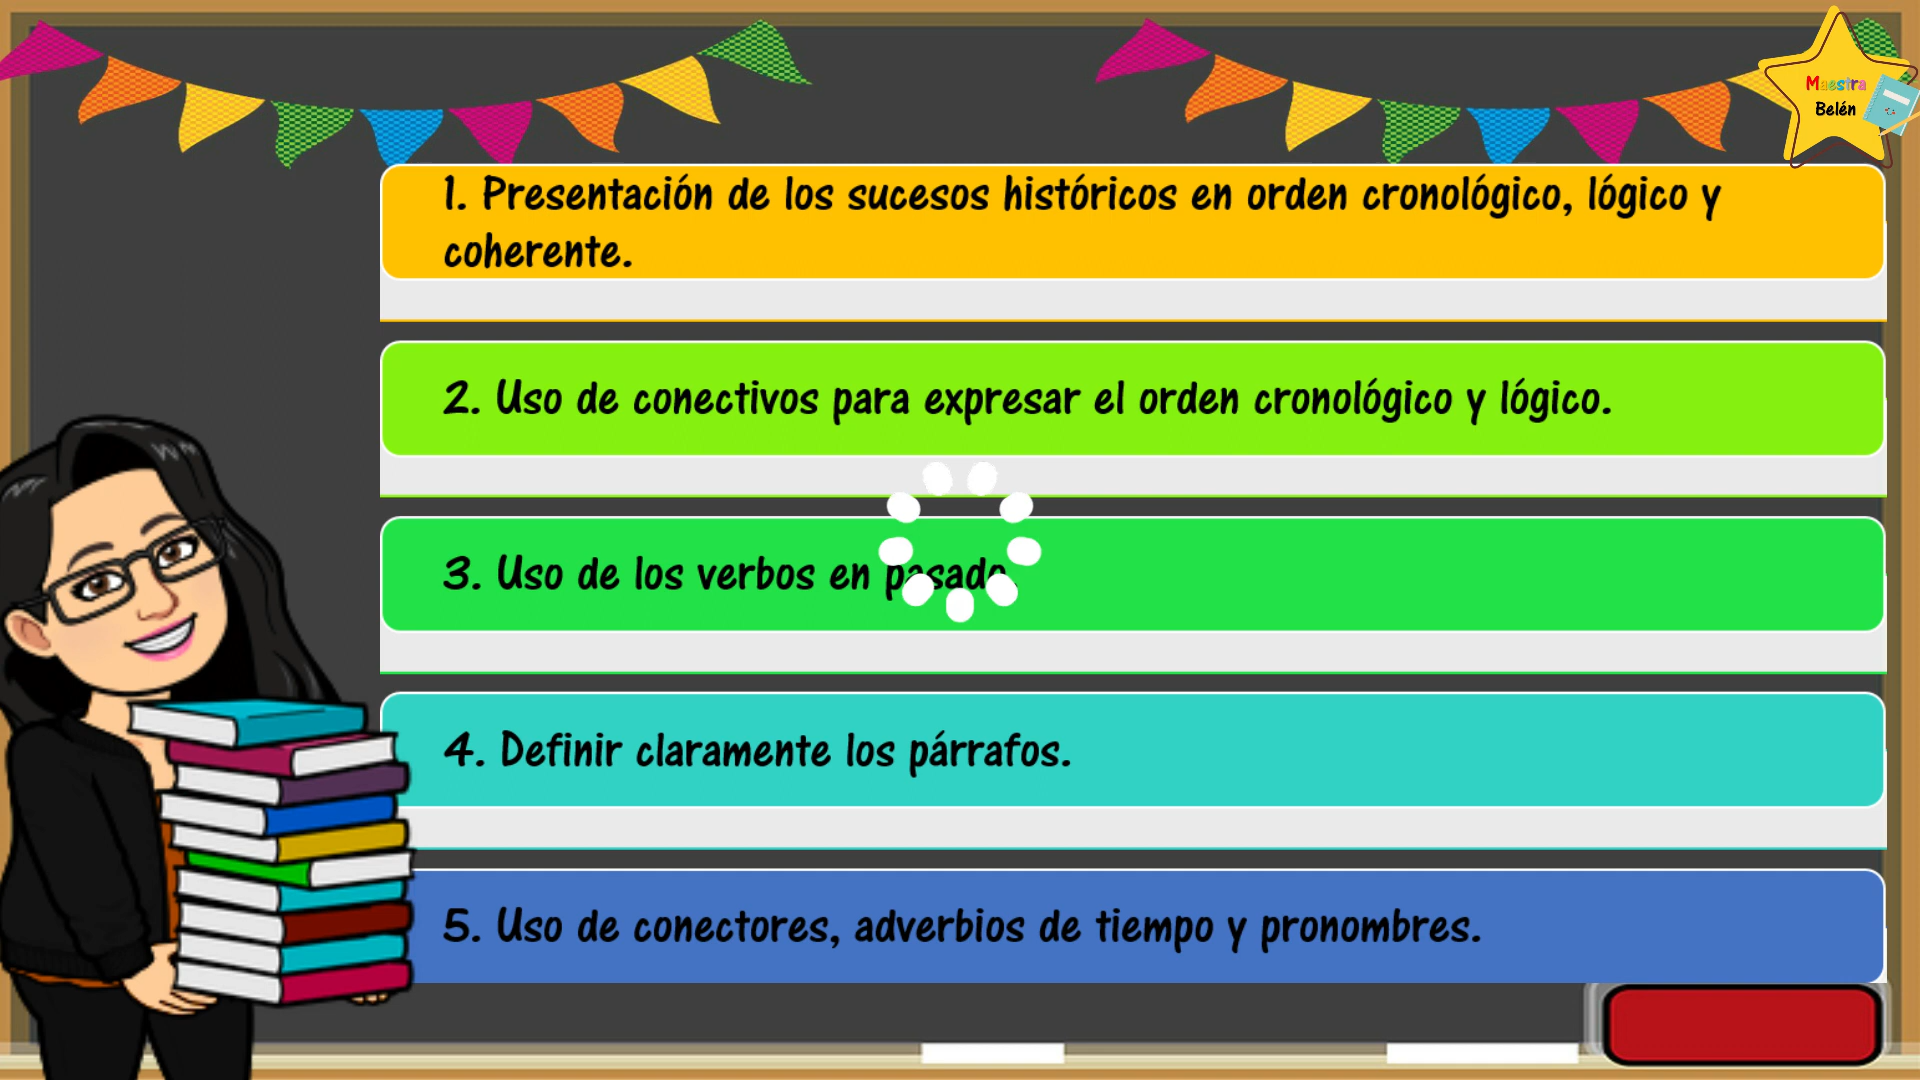 Maestra
Belén
1. Presentación de los sucesos históricos en orden cronológico, lógico y
coherente.
2. Uso de conectivos para expresar el orden cronológico y lógico.
3. Uso de los verbos en pasado.
4. Definir claramente los párrafos.
5. Uso de conectores, adverbios de tiempo y pronombres.